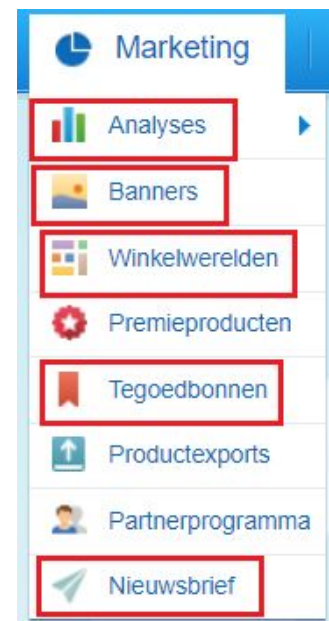 Marketing
Analyses
Banners
Winkelwerelden
Premieproducten
Tegoedbonnen
Productexports
Partnerprogramma
Nieuwsbrief